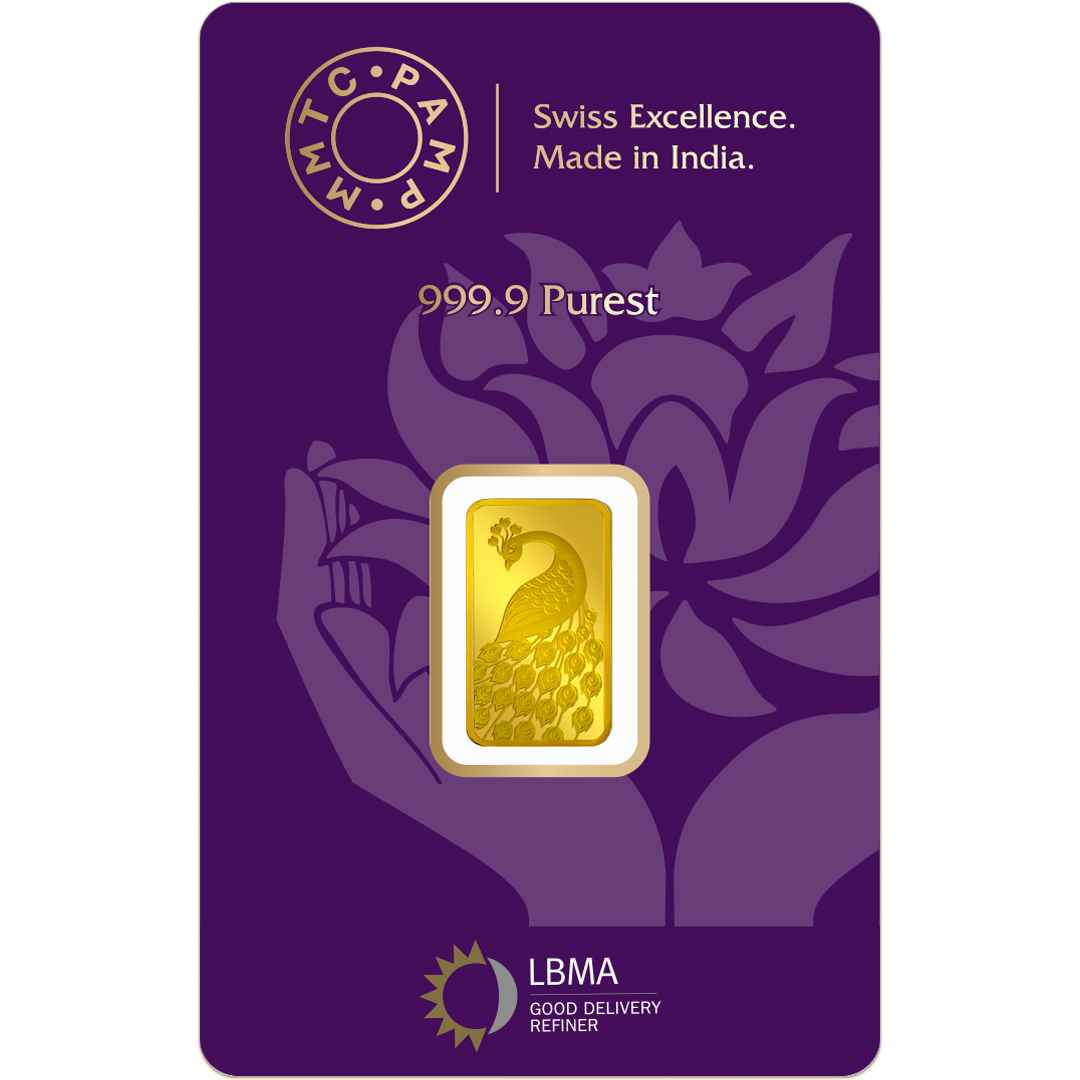 MMTC•PAMP•
Swiss Excellence.
Made in India.
999.9 Purest
LBMA
GOOD DELIVERY
REFINER